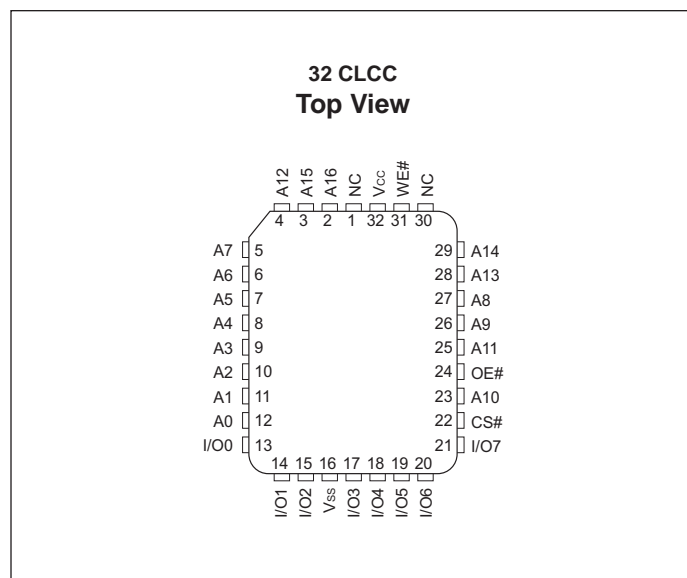 32 CLCC
Top View
A12 A15 A16 NC Vcc WE# NC
4 3 2 1 32 31 30
A7 5 29 A14
A6 6 28 A13
A5 7 27 A8
A4 8 26 A9
A3 9 25 A11
A2 10 24 OE#
A1 11 23 A10
A0 12 22 CS#
I/O0 13 21 I/O7
14 15 16 17 18 19 20
I/O1 I/O2 Vss I/O3 I/O4 I/O5 I/O6